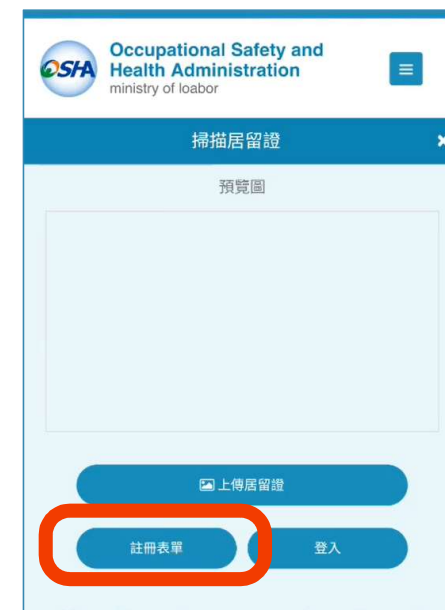 OSHA
Occupational Safety and
Health Administration
ministry of loabor
掃描居留證
預覽圖
上傳居留證
註冊表單
登入